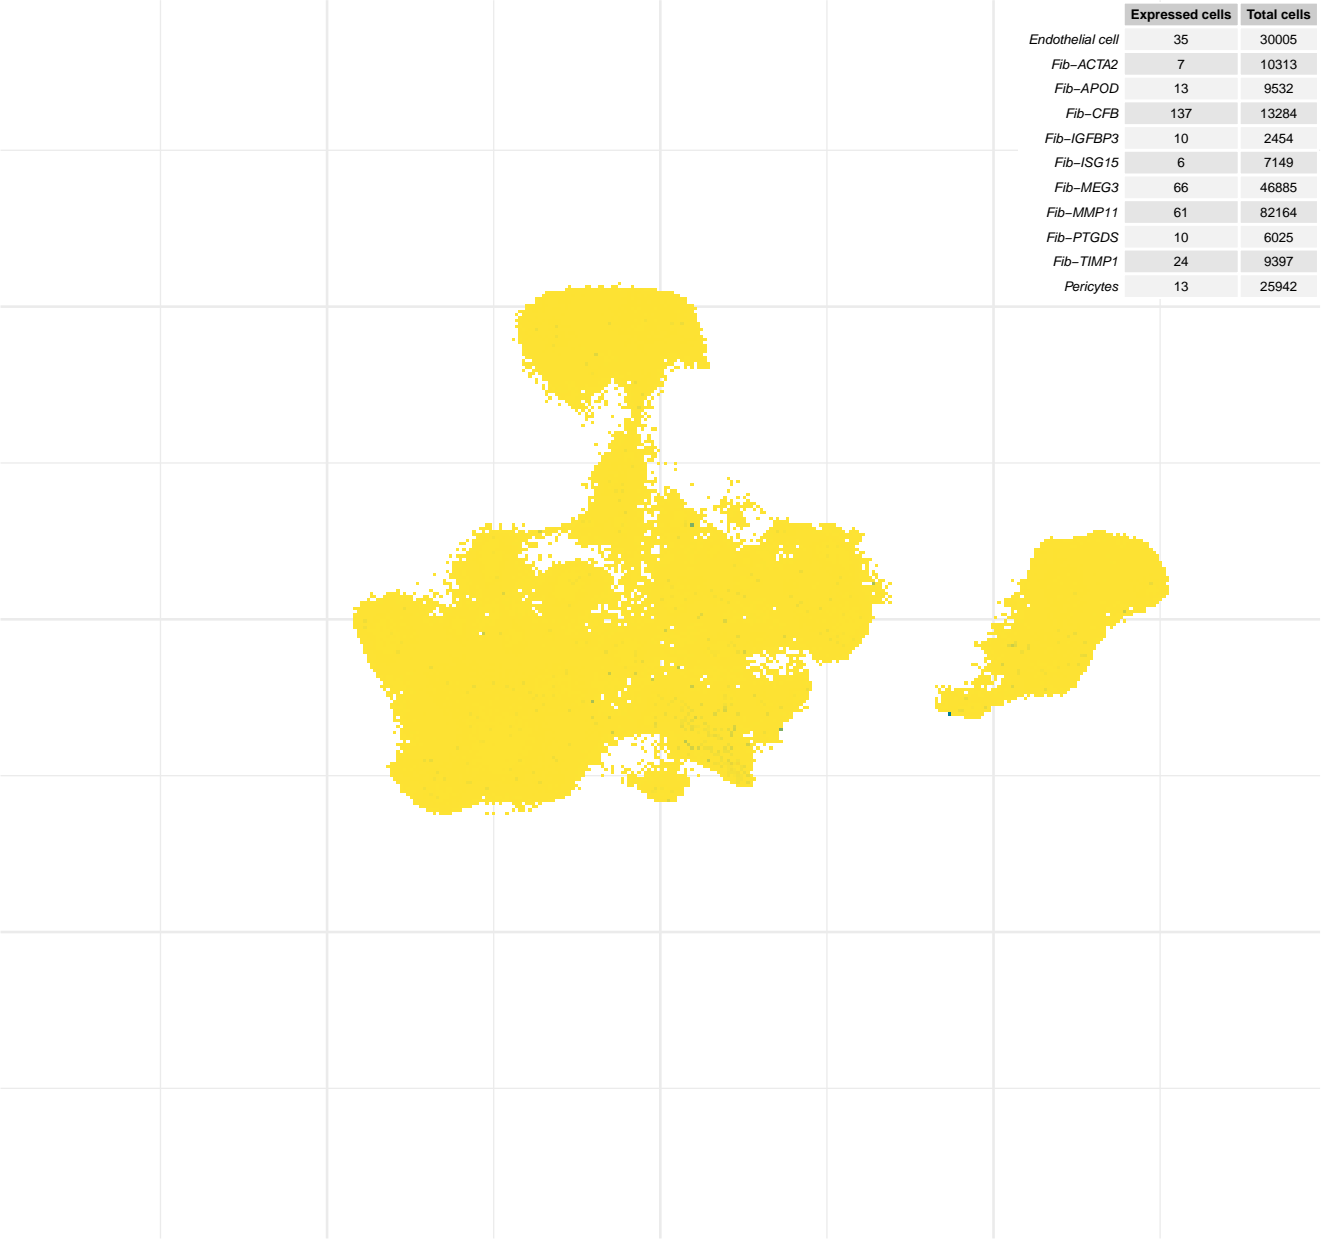 Expressed cells Total cells
Endothelial cell 35 30005
Fib−ACTA2 7 10313
Fib−APOD 13 9532
Fib−CFB 137 13284
Fib−IGFBP3 10 2454
Fib−ISG15 6 7149
Fib−MEG3 66 46885
Fib−MMP11 61 82164
Fib−PTGDS 10 6025
Fib−TIMP1 24 9397
Pericytes 13 25942